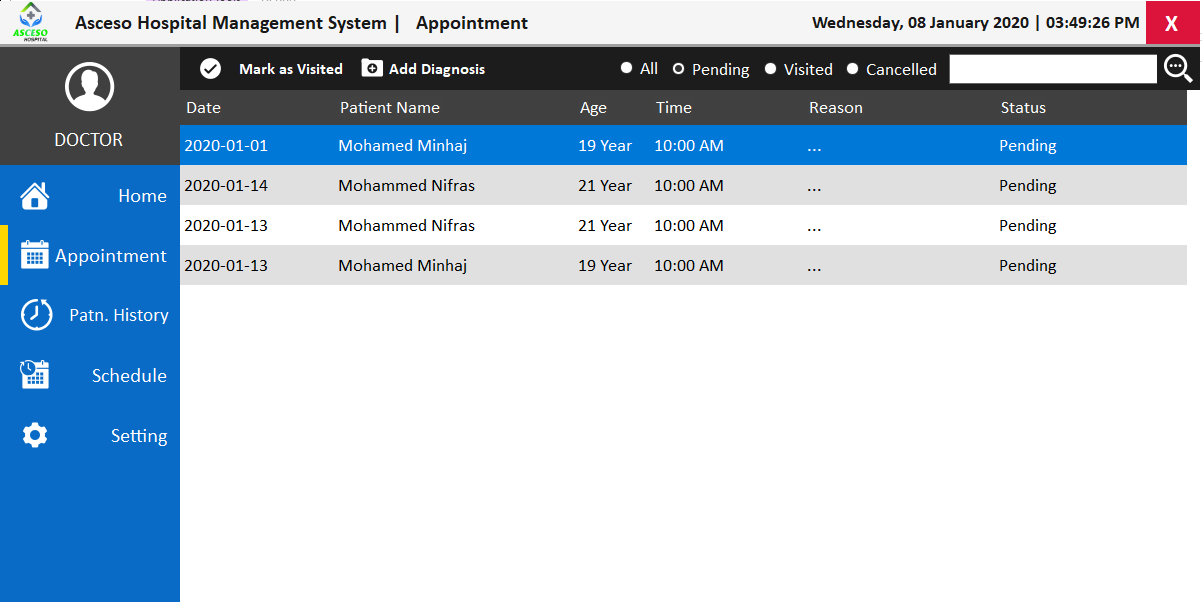 Asceso Hospital Management System | Appointment
Wednesday, 08 January 2020 | 03:49:26 PM
X
ASCESO
HOSPITAL
DOCTOR
Home
Appointment
Patn. History
Schedule
Setting
Mark as Visited
Add Diagnosis
All
Pending
Visited
Cancelled
Date Patient Name Age Time Reason Status
2020-01-01 Mohamed Minhaj 19 Year 10:00 AM ... Pending
2020-01-14 Mohammed Nifras 21 Year 10:00 AM ... Pending
2020-01-13 Mohammed Nifras 21 Year 10:00 AM ... Pending
2020-01-13 Mohamed Minhaj 19 Year 10:00 AM ... Pending